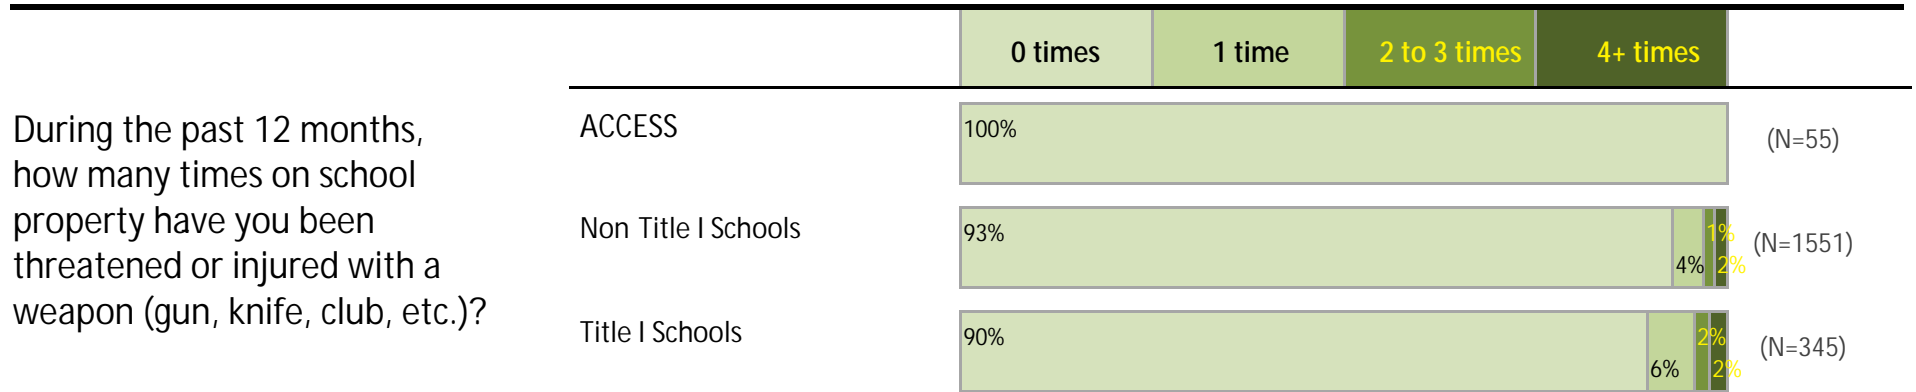 0 times 1 time 2 to 3 times 4+ times
During the past 12 months,
how many times on school
property have you been
threatened or injured with a
weapon (gun, knife, club, etc.)?
ACCESS 100% (N=55)
Non Title I Schools 93% 4% 1% 2% (N=1551)
Title I Schools 90% 6% 2% 2% (N=345)